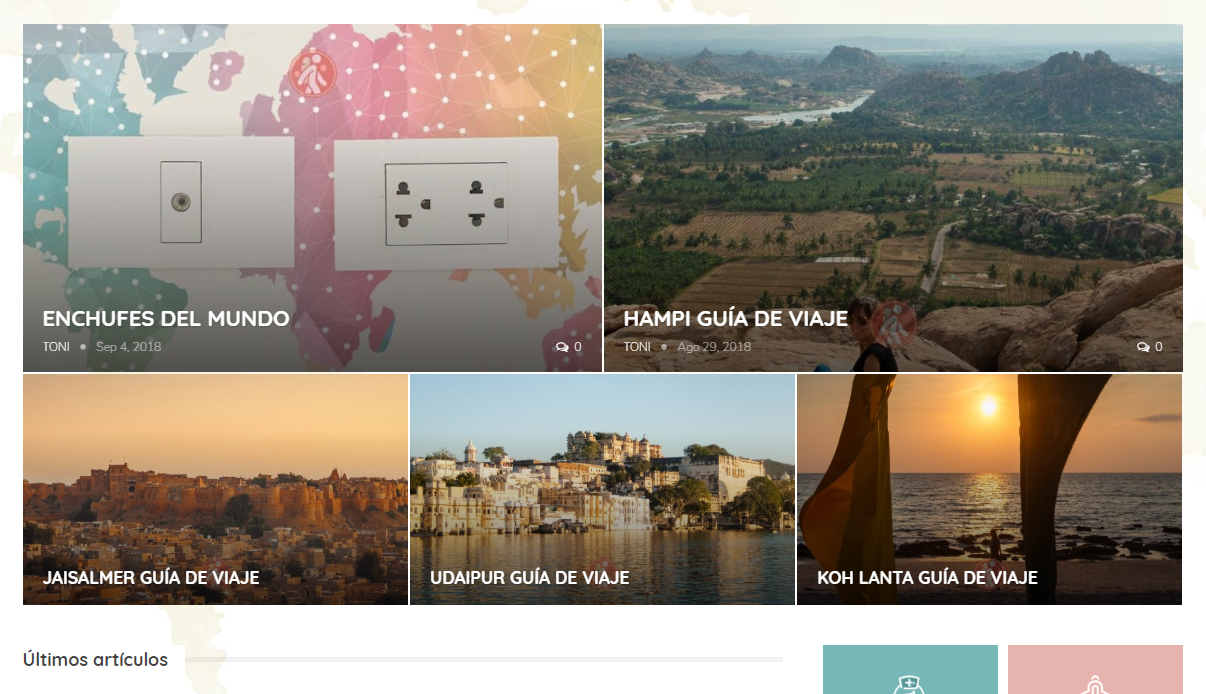 ENCHUFES DEL MUNDO
TONI Sep 4, 2018 0
HAMPI GUÍA DE VIAJE
TONI Ago 29, 2018 0
JAISALMER GUÍA DE VIAJE
UDAIPUR GUÍA DE VIAJE
KOH LANTA GUÍA DE VIAJE
Últimos artículos